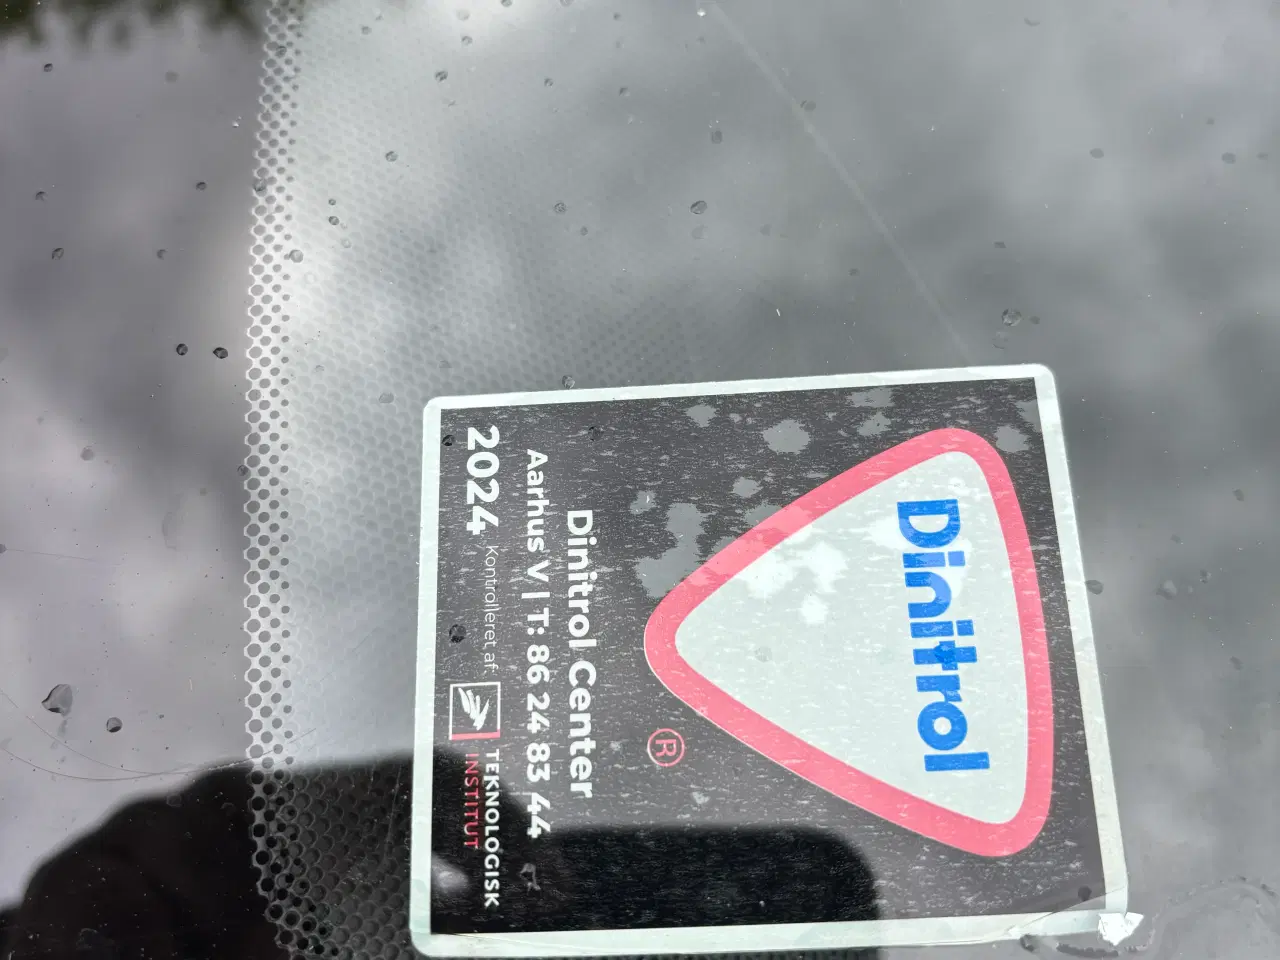 Dinitrol
®
Dinitrol Center
Aarhus V | T: 86 24 83 44
2024 Kontrolleret af: TEKNOLOGISK
INSTITUT